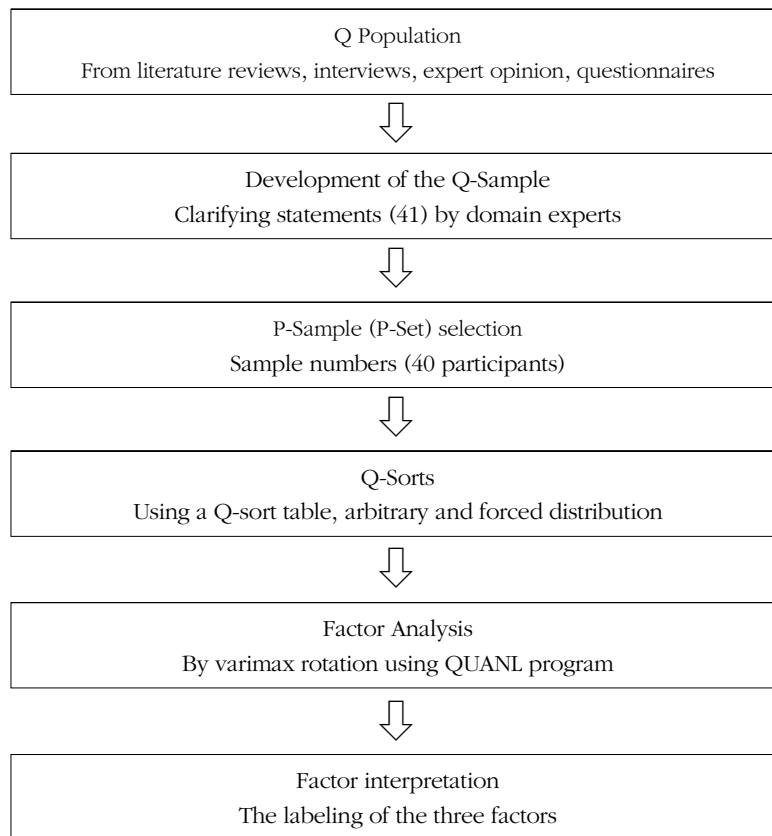 Q Population
From literature reviews, interviews, expert opinion, questionnaires
Development of the Q-Sample
Clarifying statements (41) by domain experts
P-Sample (P-Set) selection
Sample numbers (40 participants)
Q-Sorts
Using a Q-sort table, arbitrary and forced distribution
Factor Analysis
By varimax rotation using QUANL program
Factor interpretation
The labeling of the three factors